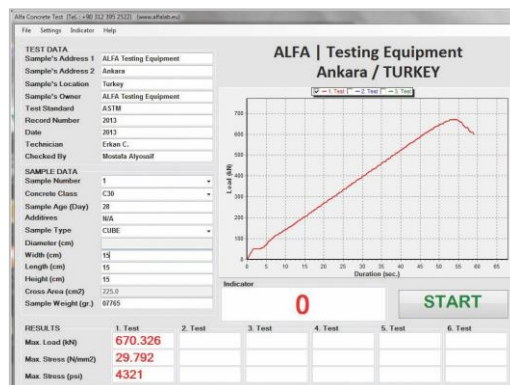 Alfa Concrete Test (Tel. : +90 312 395 2522) (www.alfalab.eu)
File Settings Indicator Help
TEST DATA
Sample's Address 1 ALFA Testing Equipment
Sample's Address 2 Ankara
Sample's Location Turkey
Sample's Owner ALFA Testing Equipment
Test Standard ASTM
Record Number 2013
Date 2013
Technician Erkan C.
Checked By Mostafa Alyousif
SAMPLE DATA
Sample Number 1
Concrete Class C30
Sample Age (Day) 28
Additives N/A
Sample Type CUBE
Diameter (cm)
Width (cm) 15
Length (cm) 15
Height (cm) 15
Cross Area (cm2) 225.0
Sample Weight (gr.) 07765
ALFA | Testing Equipment
Ankara / TURKEY
1. Test 2. Test 3. Test
Load (kN)
700
600
500
400
300
200
100
0
0 5 10 15 20 25 30 35 40 45 50 55 60 65
Duration (sec.)
Indicator
0
START
RESULTS 1. Test 2. Test 3. Test 4. Test 5. Test 6. Test
Max. Load (kN) 670.326
Max. Stress (N/mm2) 29.792
Max. Stress (psi) 4321